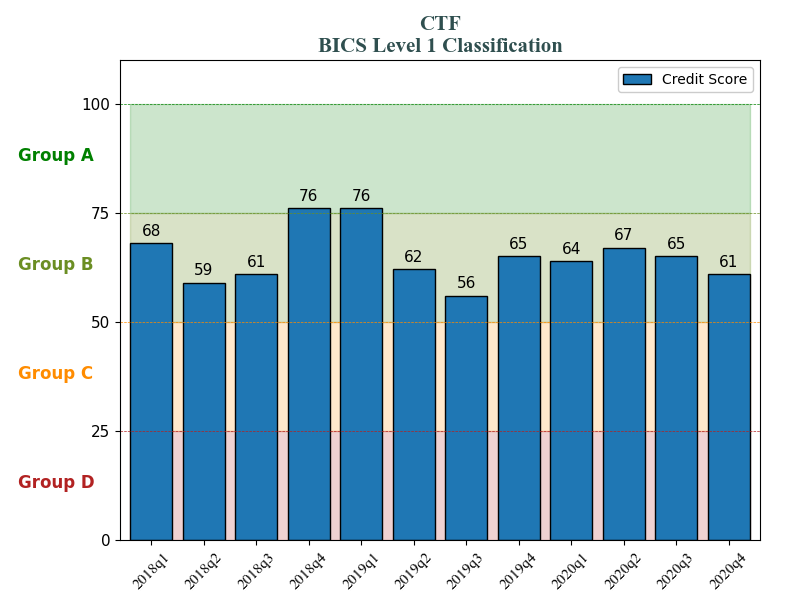 CTF
BICS Level 1 Classification
Credit Score
100
Group A
76 76
75
68
67
65 64 65
62
61 61
59
56
Group B
50
Group C
25
Group D
0
2018q1 2018q2 2018q3 2018q4 2019q1 2019q2 2019q3 2019q4 2020q1 2020q2 2020q3 2020q4